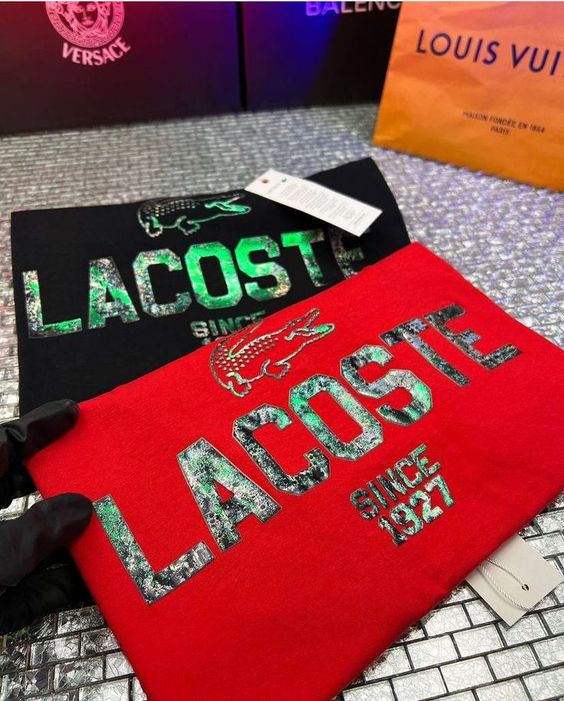 VERSACE
BALENC
LOUIS VUI
MAISON FONDÉE EN 1854
PARIS
LACOSTE
SINCE
LACOSTE
SINCE
1927